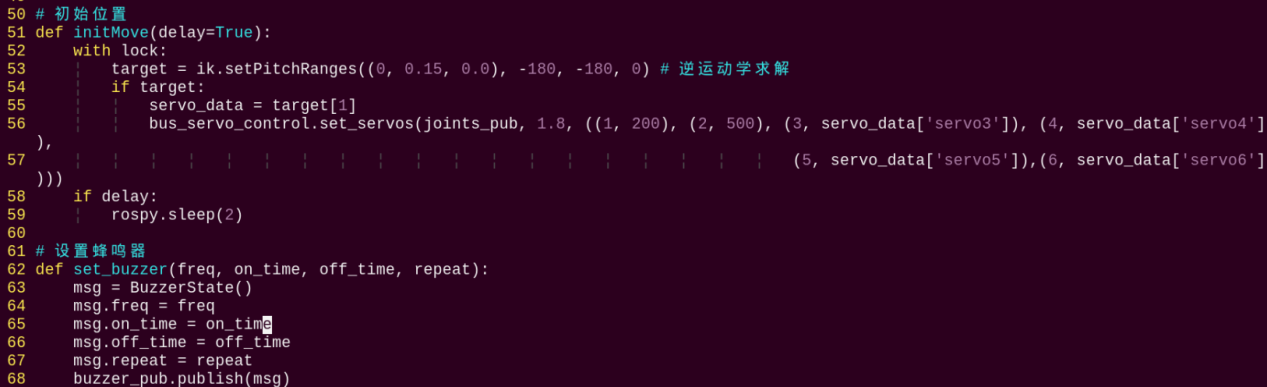 50 # 初始位置
51 def initMove(delay=True):
52     with lock:
53     ¦   target = ik.setPitchRanges((0, 0.15, 0.0), -180, -180, 0) # 逆运动学求解
54     ¦   if target:
55     ¦   ¦   servo_data = target[1]
56     ¦   ¦   bus_servo_control.set_servos(joints_pub, 1.8, ((1, 200), (2, 500), (3, servo_data['servo3']), (4, servo_data['servo4']
),
57     ¦   ¦   ¦   ¦   ¦   ¦   ¦   ¦   ¦   ¦   ¦   ¦   ¦   ¦   ¦   ¦   ¦   ¦   ¦   (5, servo_data['servo5']),(6, servo_data['servo6']
)))
58     if delay:
59     ¦   rospy.sleep(2)
60
61 # 设置蜂鸣器
62 def set_buzzer(freq, on_time, off_time, repeat):
63     msg = BuzzerState()
64     msg.freq = freq
65     msg.on_time = on_time
66     msg.off_time = off_time
67     msg.repeat = repeat
68     buzzer_pub.publish(msg)